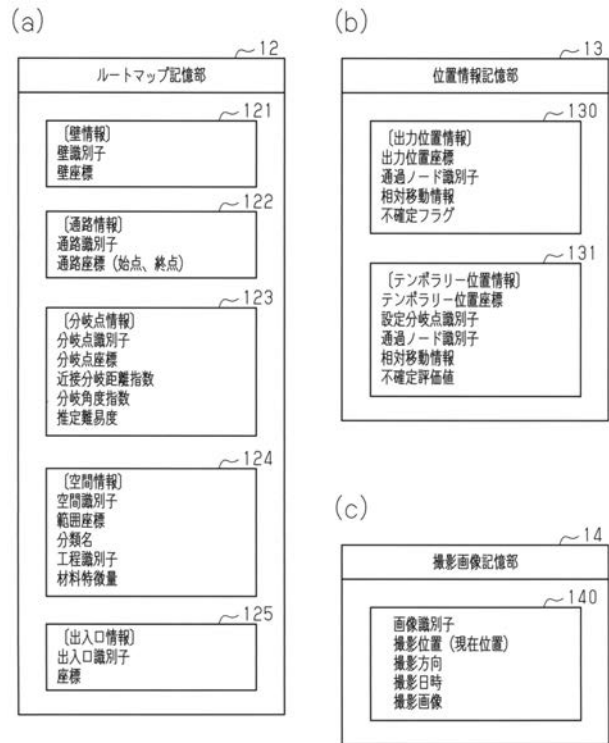 (a)
12
ルートマップ記憶部
121
〔壁情報〕
壁識別子
壁座標
122
〔通路情報〕
通路識別子
通路座標（始点、終点）
123
〔分岐点情報〕
分岐点識別子
分岐点座標
近接分岐距離指数
分岐角度指数
推定難易度
124
〔空間情報〕
空間識別子
範囲座標
分類名
工程識別子
材料特徴量
125
〔出入口情報〕
出入口識別子
座標
(b)
13
位置情報記憶部
130
〔出力位置情報〕
出力位置座標
通過ノード識別子
相対移動情報
不確定フラグ
131
〔テンポラリー位置情報〕
テンポラリー位置座標
設定分岐点識別子
通過ノード識別子
相対移動情報
不確定評価値
(c)
14
撮影画像記憶部
140
画像識別子
撮影位置（現在位置）
撮影方向
撮影日時
撮影画像